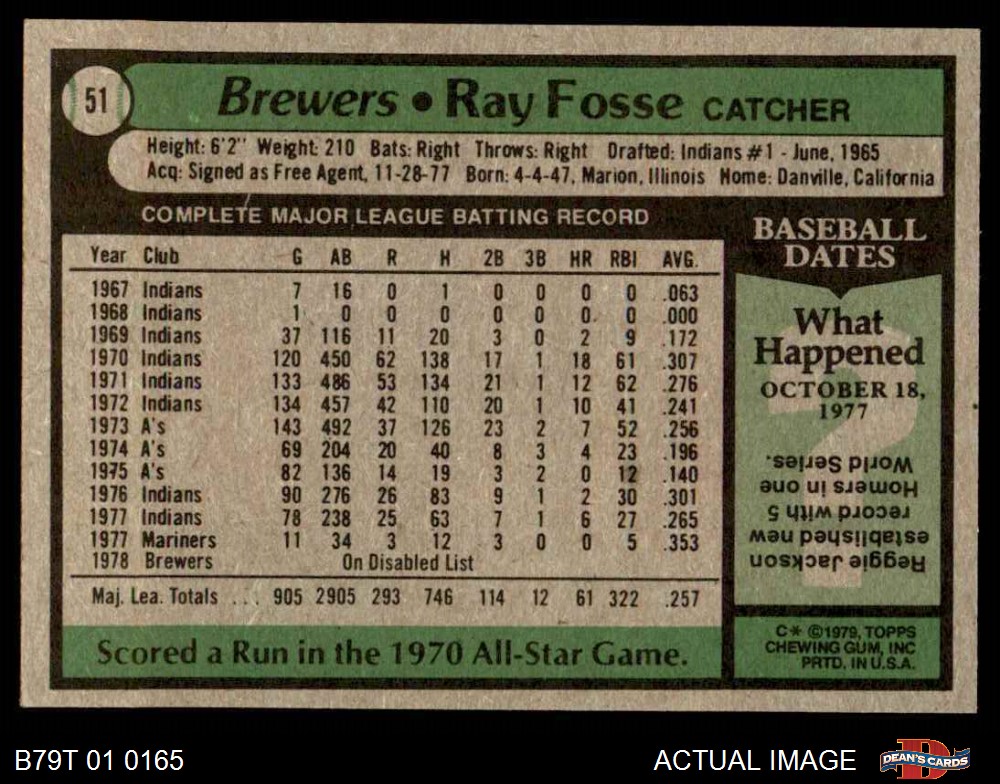 51
Brewers • Ray Fosse CATCHER
Height: 6'2" Weight: 210 Bats: Right Throws: Right Drafted: Indians #1 - June, 1965
Acq: Signed as Free Agent, 11-28-77 Born: 4-4-47, Marion, Illinois Home: Danville, California
COMPLETE MAJOR LEAGUE BATTING RECORD
Year Club G AB R H 2B 3B HR RBI AVG.
1967 Indians 7 16 0 1 0 0 0 0 .063
1968 Indians 1 0 0 0 0 0 0 0 .000
1969 Indians 37 116 11 20 3 0 2 9 .172
1970 Indians 120 450 62 138 17 1 18 61 .307
1971 Indians 133 486 53 134 21 1 12 62 .276
1972 Indians 134 457 42 110 20 1 10 41 .241
1973 A's 143 492 37 126 23 2 7 52 .256
1974 A's 69 204 20 40 8 3 4 23 .196
1975 A's 82 136 14 19 3 2 0 12 .140
1976 Indians 90 276 26 83 9 1 2 30 .301
1977 Indians 78 238 25 63 7 1 6 27 .265
1977 Mariners 11 34 3 12 3 0 0 5 .353
1978 Brewers On Disabled List
Maj. Lea. Totals ... 905 2905 293 746 114 12 61 322 .257
Scored a Run in the 1970 All-Star Game.
BASEBALL
DATES
What
Happened
OCTOBER 18,
1977
Reggie Jackson
established new
record with 5
Homers in one
World Series.
C* ©1979, TOPPS
CHEWING GUM, INC
PRTD. IN U.S.A.
B79T 01 0165
ACTUAL IMAGE
D
DEAN'S CARDS